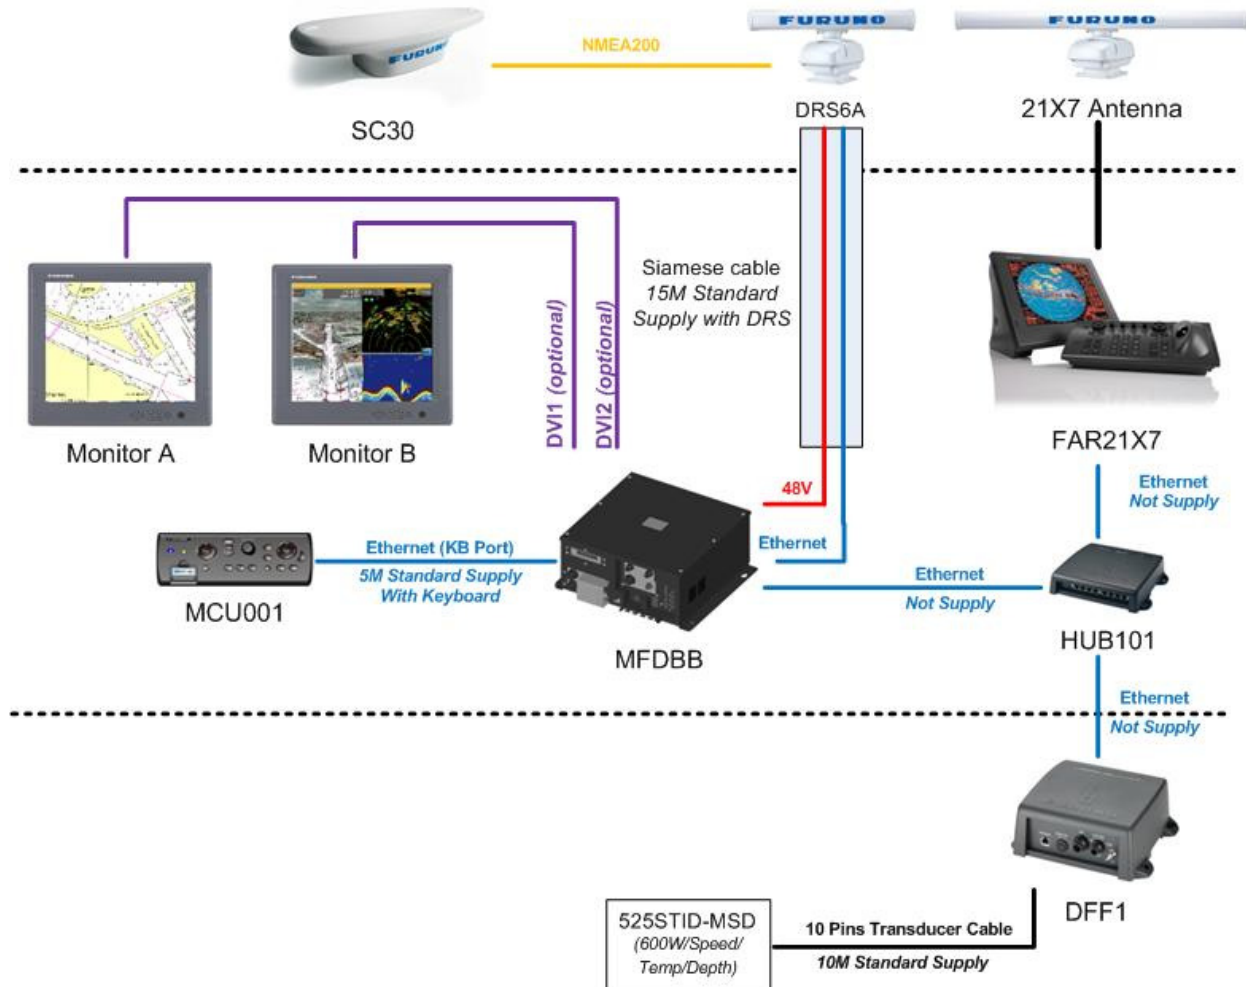 FURUNO
FURUNO
FURUNO
NMEA200
SC30
DRS6A
21X7 Antenna
Siamese cable
15M Standard
Supply with DRS
DVI1 (optional)
DVI2 (optional)
Monitor A
Monitor B
FAR21X7
48V
Ethernet
Not Supply
Ethernet (KB Port)
5M Standard Supply
With Keyboard
Ethernet
Ethernet
Not Supply
MCU001
MFDBB
HUB101
Ethernet
Not Supply
DFF1
525STID-MSD
(600W/Speed/
Temp/Depth)
10 Pins Transducer Cable
10M Standard Supply